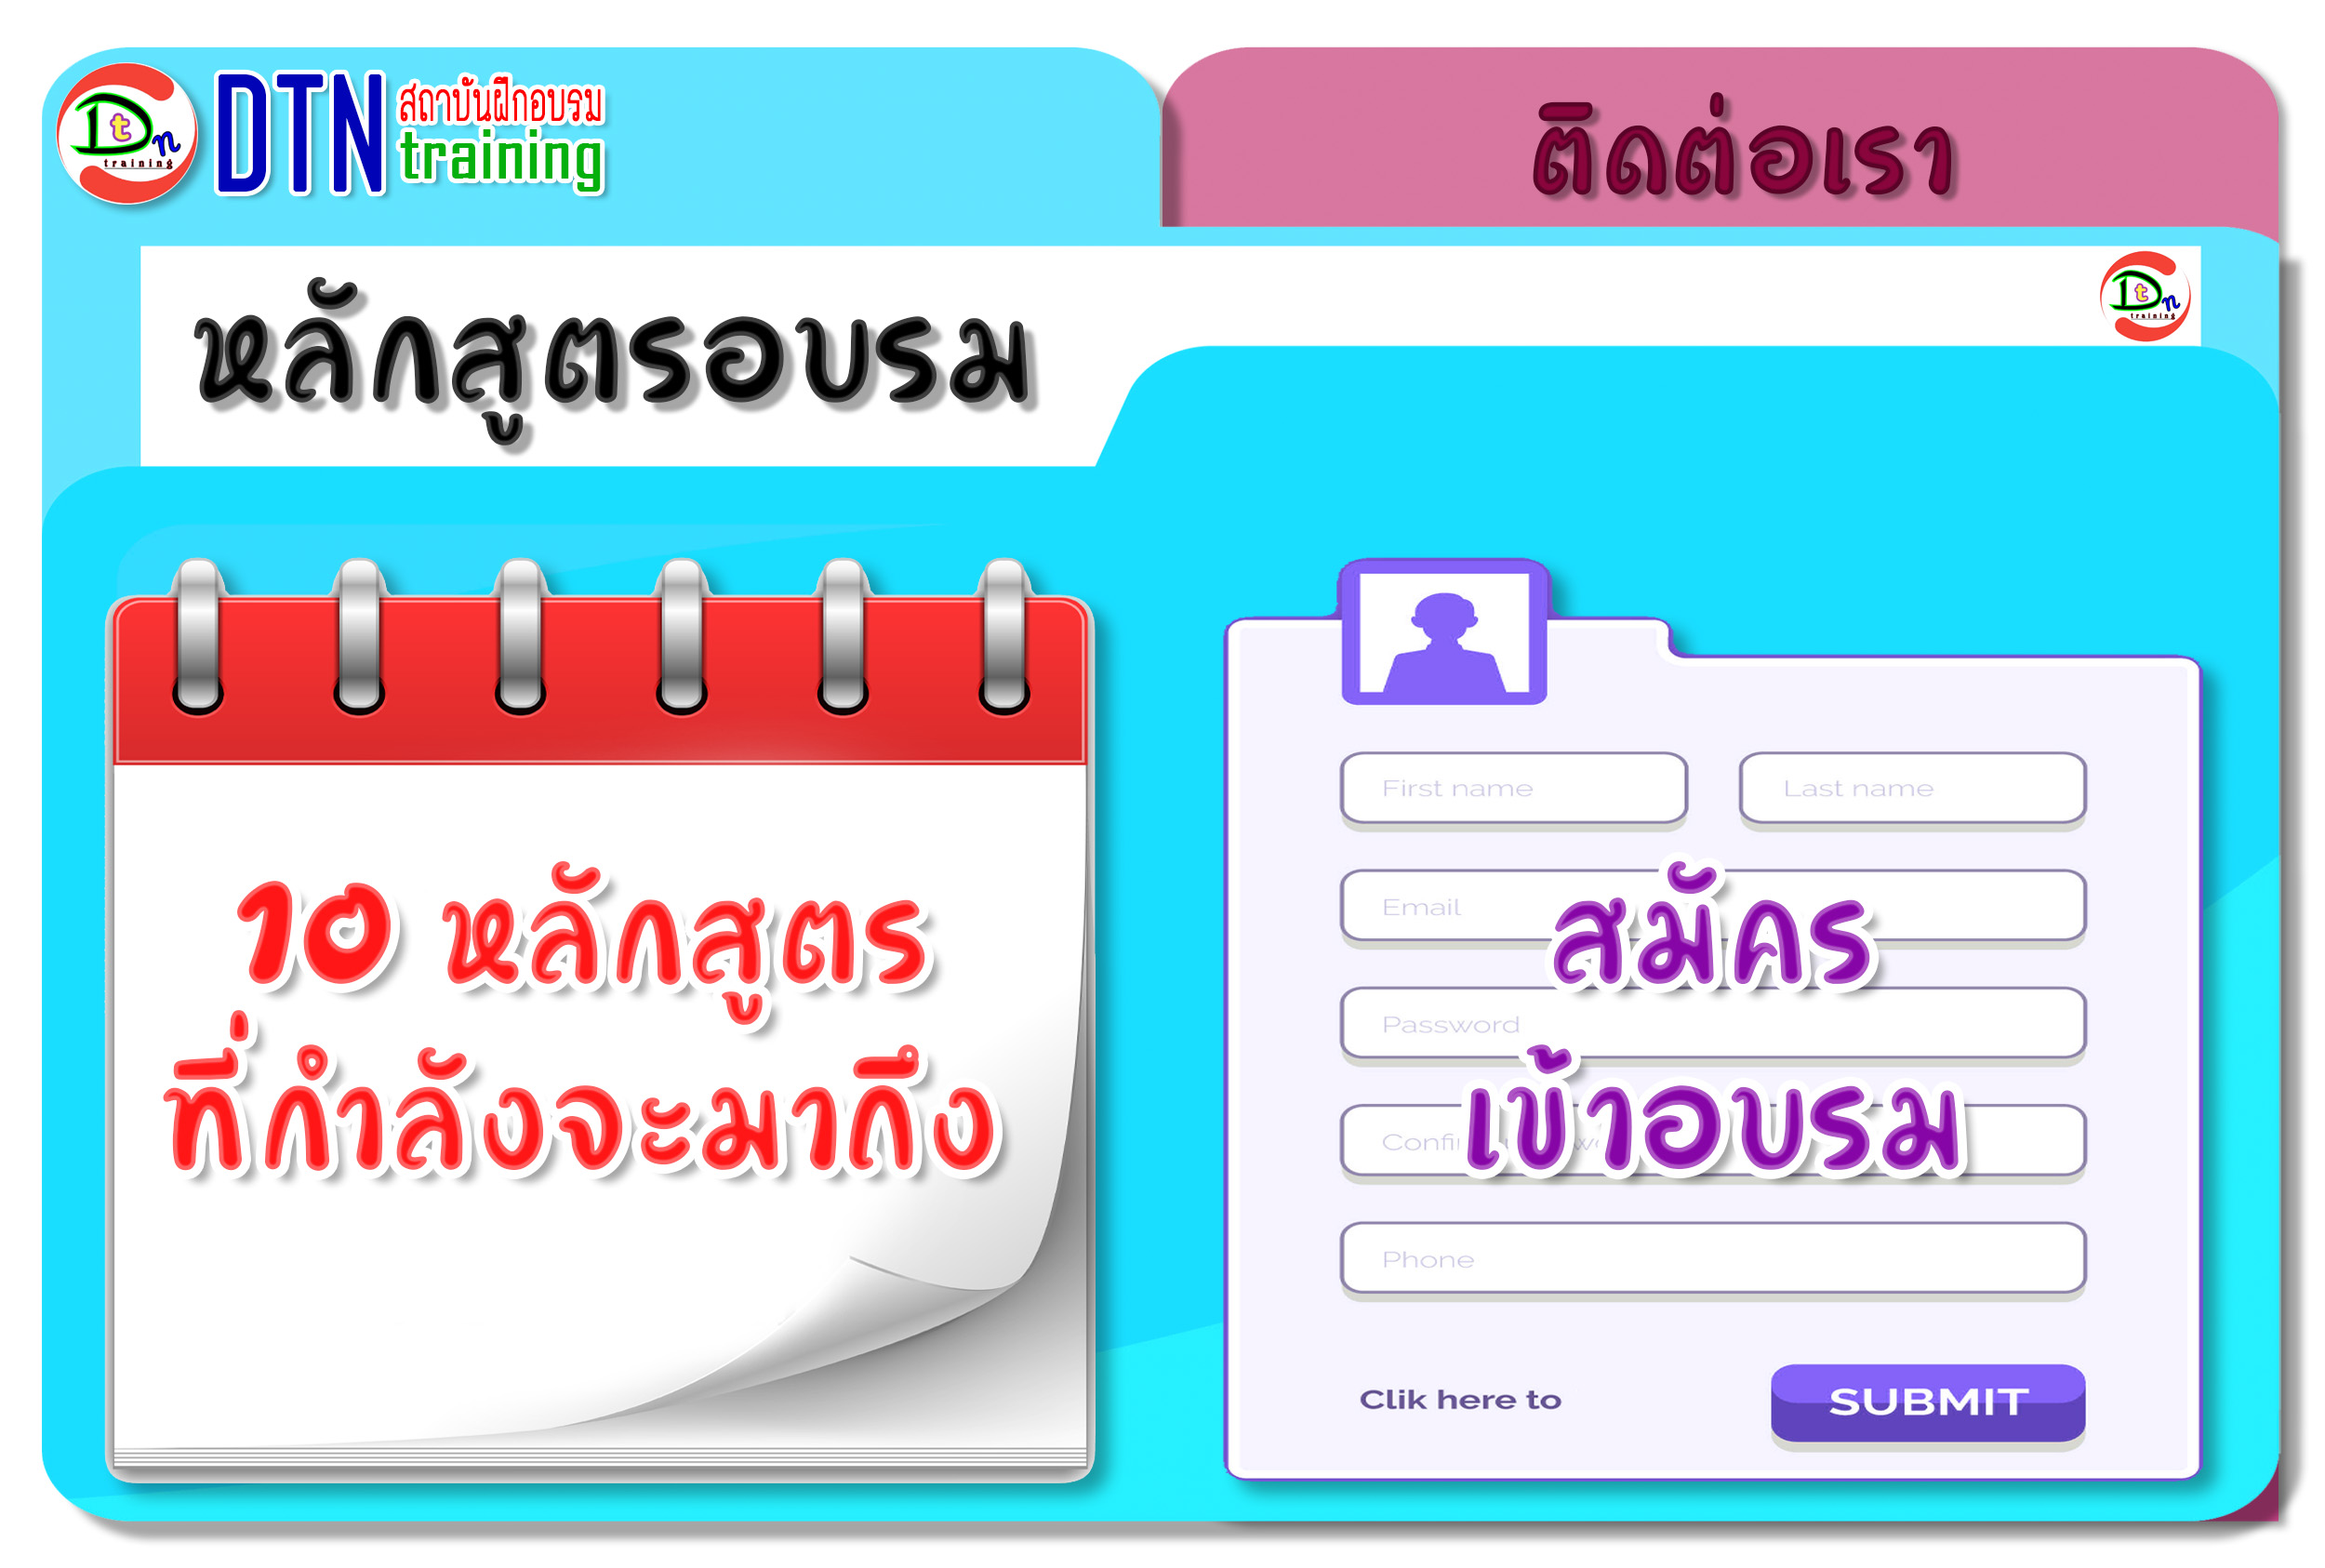 Dtn
training
DTN สถาบันฝึกอบรม
training
ติดต่อเรา
หลักสูตรอบรม
Dtn
training
10 หลักสูตร
ที่กำลังจะมาถึง
First name
Last name
Email
สมัคร
Password
เข้าอบรม
Phone
Clik here to
SUBMIT